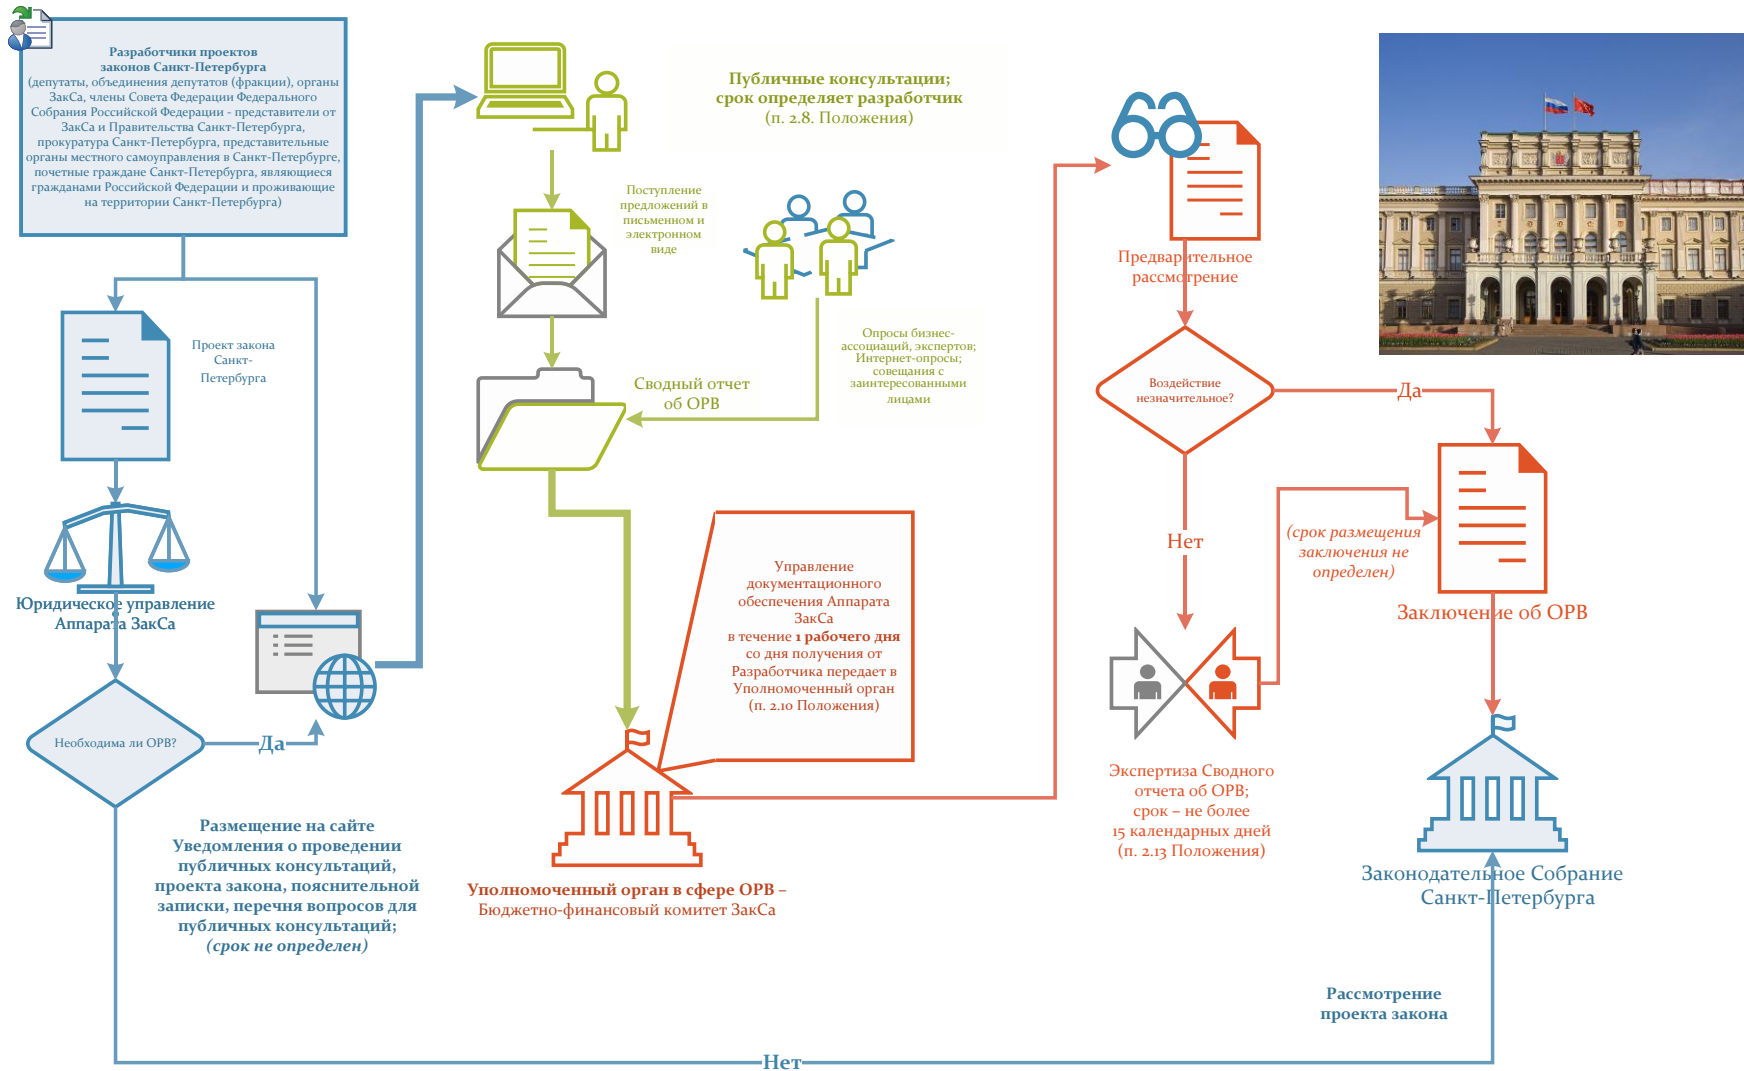 Разработчики проектов
законов Санкт-Петербурга
(депутаты, объединения депутатов (фракции), органы
ЗакСа, члены Совета Федерации Федерального
Собрания Российской Федерации - представители от
ЗакСа и Правительства Санкт-Петербурга,
прокуратура Санкт-Петербурга, представительные
органы местного самоуправления в Санкт-Петербурге,
почетные граждане Санкт-Петербурга, являющиеся
гражданами Российской Федерации и проживающие
на территории Санкт-Петербурга)
Проект закона
Санкт-
Петербурга
Юридическое управление
Аппарата ЗакСа
Необходима ли ОРВ?
Да
Размещение на сайте
Уведомления о проведении
публичных консультаций,
проекта закона, пояснительной
записки, перечня вопросов для
публичных консультаций;
(срок не определен)
Публичные консультации;
срок определяет разработчик
(п. 2.8. Положения)
Поступление
предложений в
письменном и
электронном
виде
Опросы бизнес-
ассоциаций, экспертов;
Интернет-опросы;
совещания с
заинтересованными
лицами
Сводный отчет
об ОРВ
Управление
документационного
обеспечения Аппарата
ЗакСа
в течение 1 рабочего дня
со дня получения от
Разработчика передает в
Уполномоченный орган
(п. 2.10 Положения)
Уполномоченный орган в сфере ОРВ –
Бюджетно-финансовый комитет ЗакСа
Предварительное
рассмотрение
Воздействие
незначительное?
Да
Нет
(срок размещения
заключения не
определен)
Заключение об ОРВ
Экспертиза Сводного
отчета об ОРВ;
срок – не более
15 календарных дней
(п. 2.13 Положения)
Законодательное Собрание
Санкт-Петербурга
Рассмотрение
проекта закона
Нет